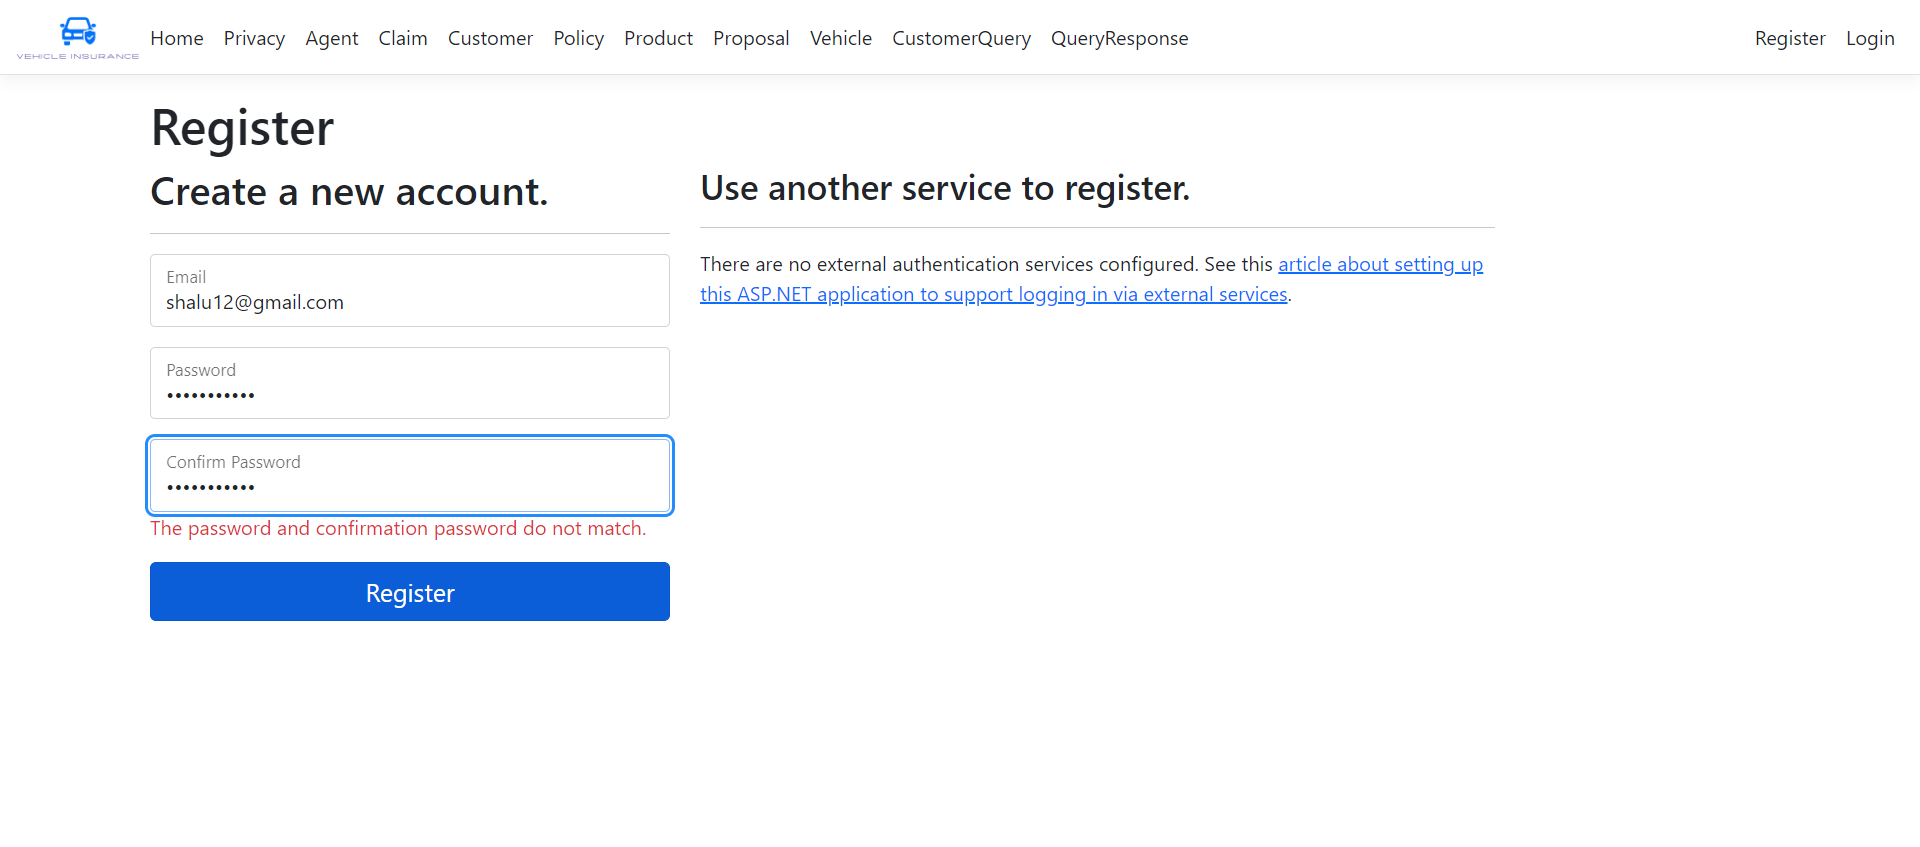 VEHICLE INSURANCE
Home Privacy Agent Claim Customer Policy Product Proposal Vehicle CustomerQuery QueryResponse Register Login
Register
Create a new account.
Email
shalu12@gmail.com
Password
•••••••••••
Confirm Password
•••••••••••
The password and confirmation password do not match.
Register
Use another service to register.
There are no external authentication services configured. See this article about setting up
this ASP.NET application to support logging in via external services.